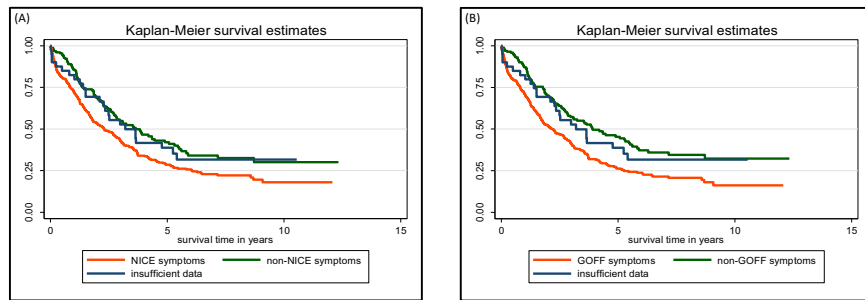 (A)
Kaplan-Meier survival estimates
1.00
0.75
0.50
0.25
0.00
0
5
10
15
survival time in years
NICE symptoms
non-NICE symptoms
insufficient data
(B)
Kaplan-Meier survival estimates
1.00
0.75
0.50
0.25
0.00
0
5
10
15
survival time in years
GOFF symptoms
non-GOFF symptoms
insufficient data